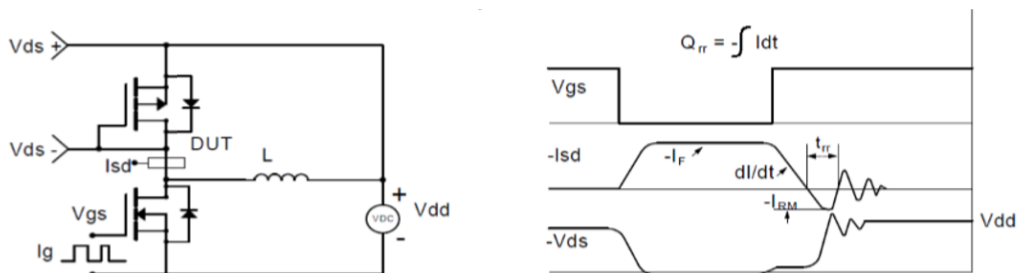 Vds +
Vds -
DUT
Isd
L
Vgs
Ig
+
VDC
-
Vdd
Qrr = -∫ Idt
Vgs
-Isd
-IF
dI/dt
trr
-IRM
Vdd
-Vds